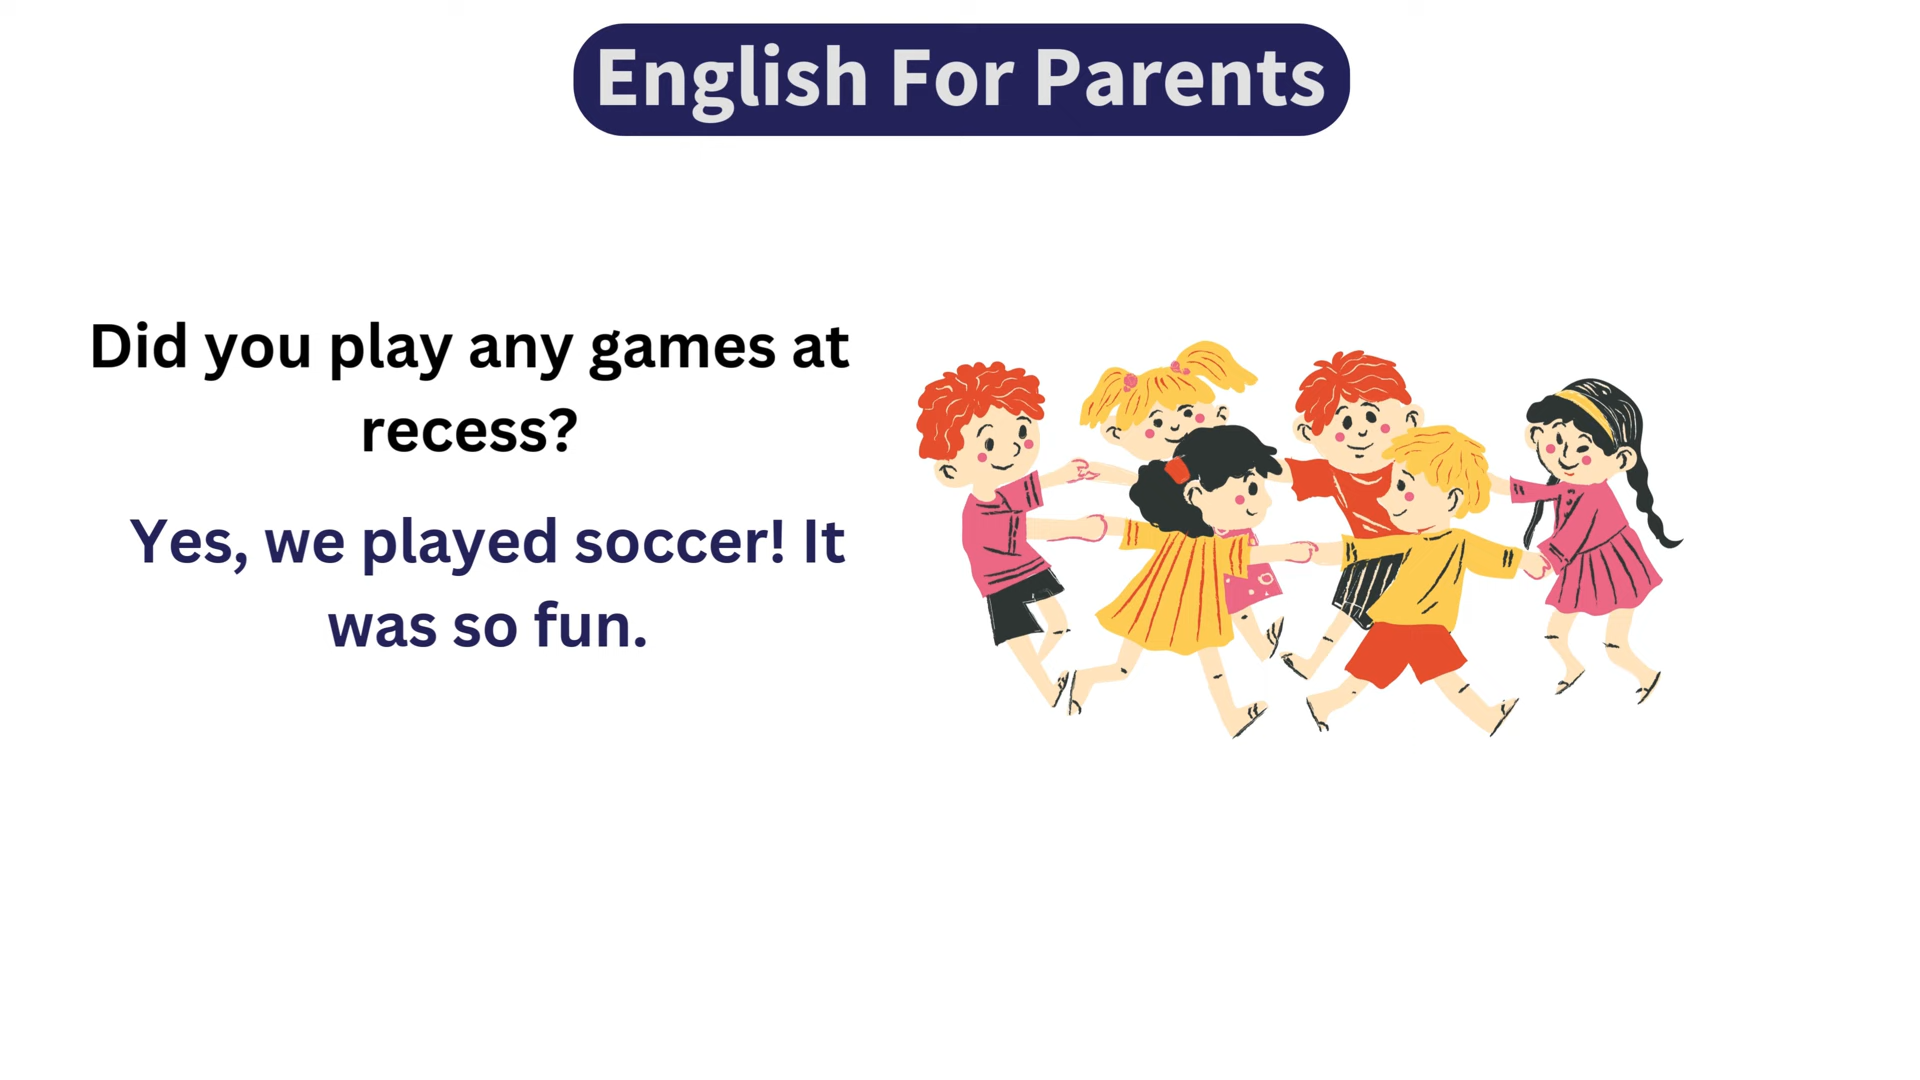 English For Parents
Did you play any games at
recess?
Yes, we played soccer! It
was so fun.